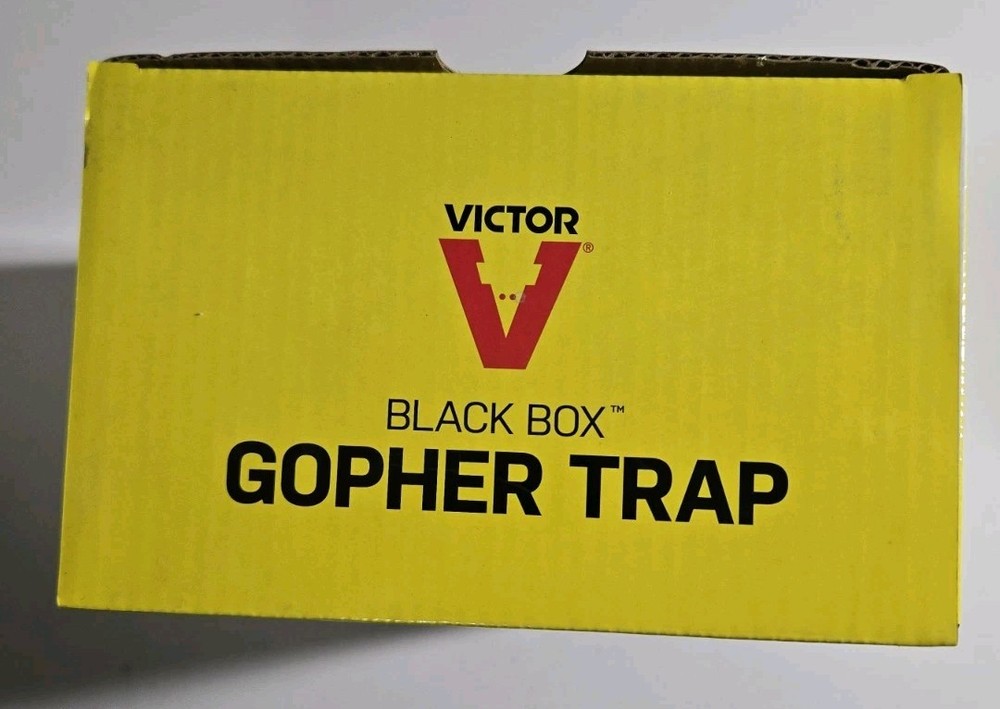 VICTOR
V®
BLACK BOX™
GOPHER TRAP